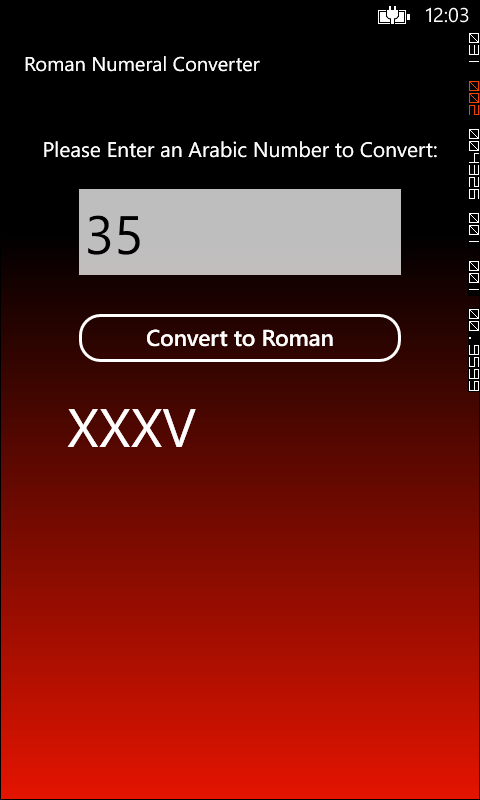 12:03
Roman Numeral Converter
Please Enter an Arabic Number to Convert:
35
Convert to Roman
XXXV